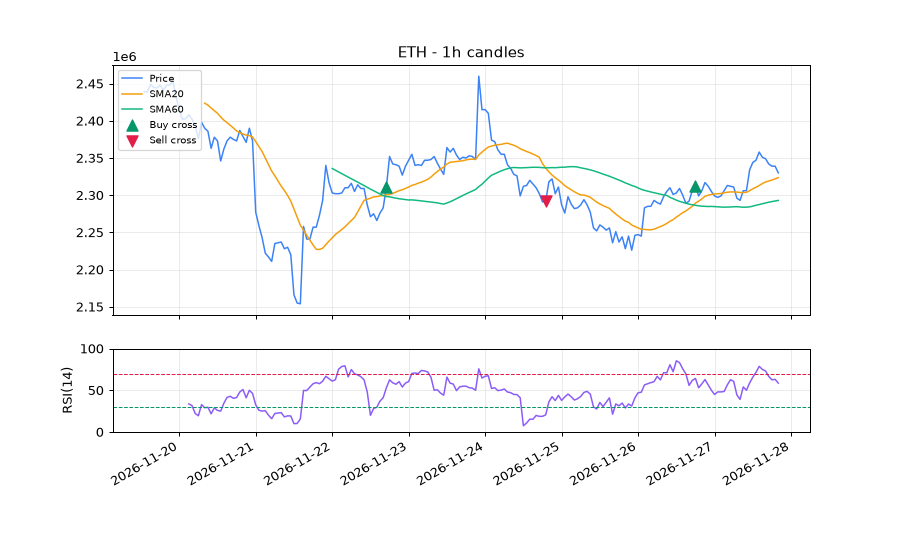 ETH - 1h candles
1e6
Price
SMA20
SMA60
Buy cross
Sell cross
2.45
2.40
2.35
2.30
2.25
2.20
2.15
RSI(14)
100
50
0
2026-11-20
2026-11-21
2026-11-22
2026-11-23
2026-11-24
2026-11-25
2026-11-26
2026-11-27
2026-11-28